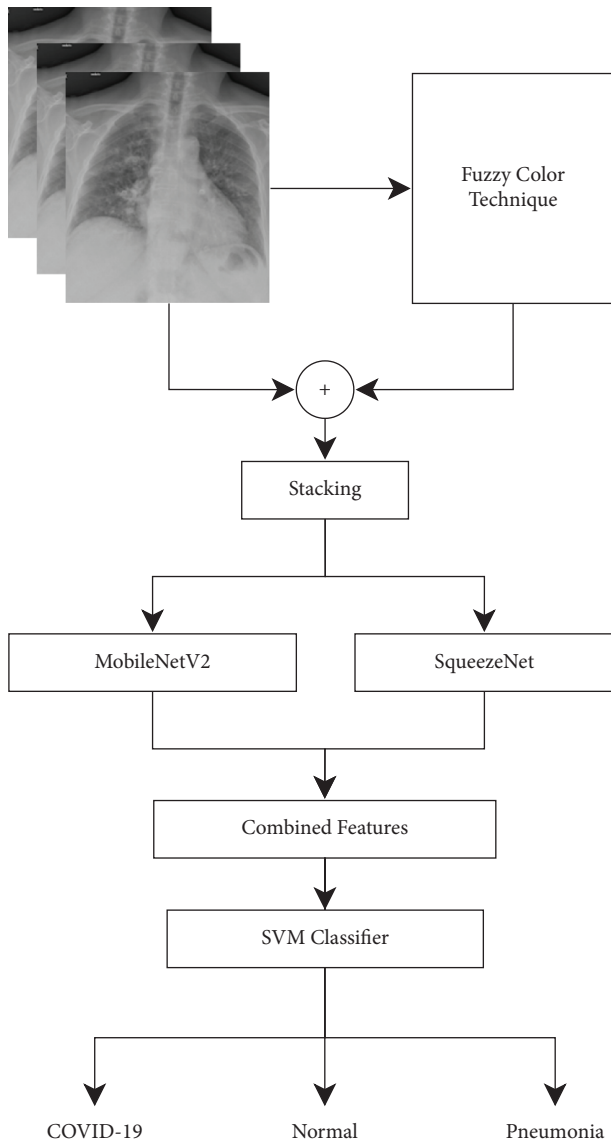 Fuzzy Color
Technique
+
Stacking
MobileNetV2
SqueezeNet
Combined Features
SVM Classifier
COVID-19
Normal
Pneumonia